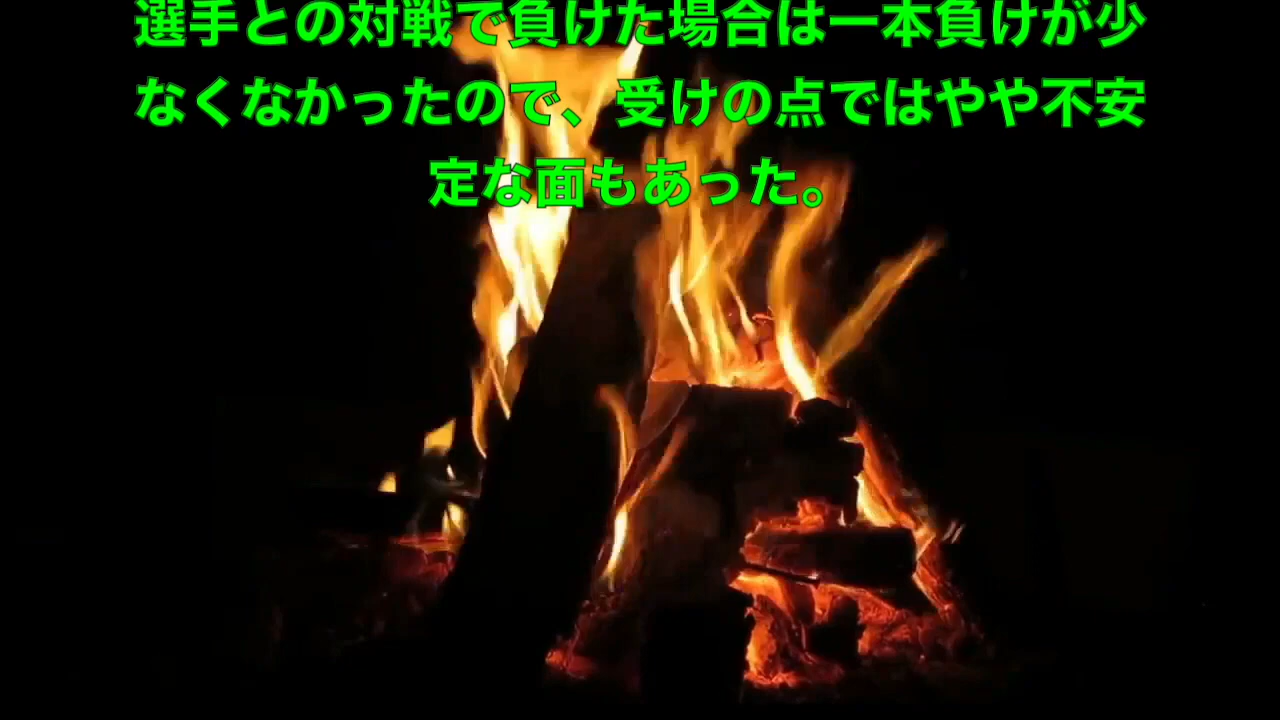 選手との対戦で負けた場合は一本負けが少
なくなかったので、受けの点ではやや不安
定な面もあった。